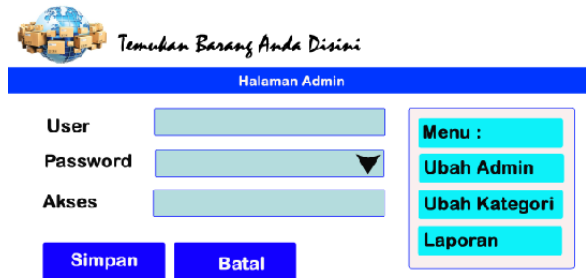 Temukan Barang Anda Disini
Halaman Admin
User
Password
Akses
Simpan
Batal
Menu :
Ubah Admin
Ubah Kategori
Laporan